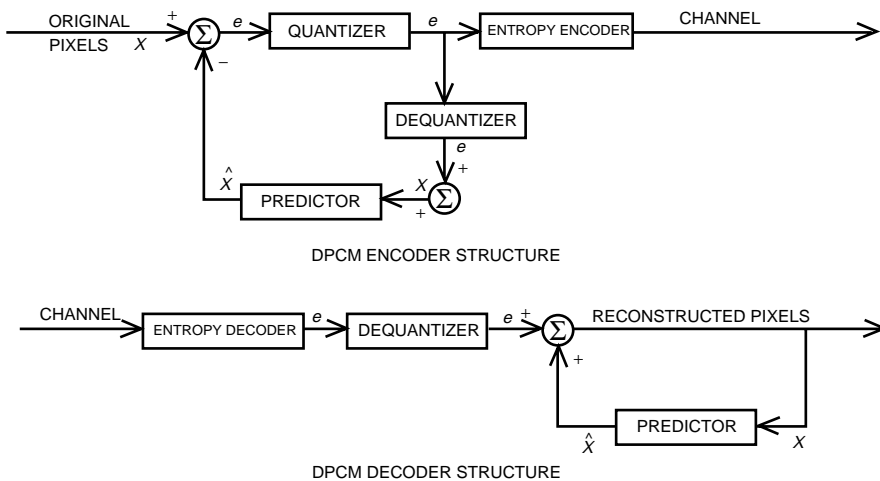 ORIGINAL PIXELS X
+
−
Σ
e
QUANTIZER
e
ENTROPY ENCODER
CHANNEL
DEQUANTIZER
e
+
X̂
PREDICTOR
X
+
Σ
DPCM ENCODER STRUCTURE
CHANNEL
ENTROPY DECODER
e
DEQUANTIZER
e
+
Σ
+
RECONSTRUCTED PIXELS
X̂
PREDICTOR
X
DPCM DECODER STRUCTURE